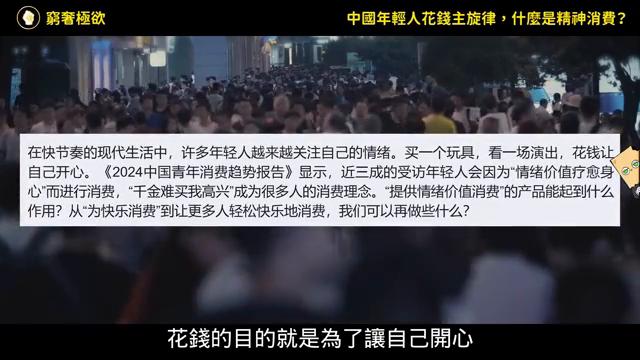 窮奢極欲
中國年輕人花錢主旋律，什麼是精神消費？
在快节奏的现代生活中，许多年轻人越来越关注自己的情绪。买一个玩具，看一场演出，花钱让
自己开心。《2024中国青年消费趋势报告》显示，近三成的受访年轻人会因为“情绪价值疗愈身
心”而进行消费，“千金难买我高兴”成为很多人的消费理念。“提供情绪价值消费”的产品能起到什么
作用？从“为快乐消费”到让更多人轻松快乐地消费，我们可以再做些什么？
花錢的目的就是為了讓自己開心